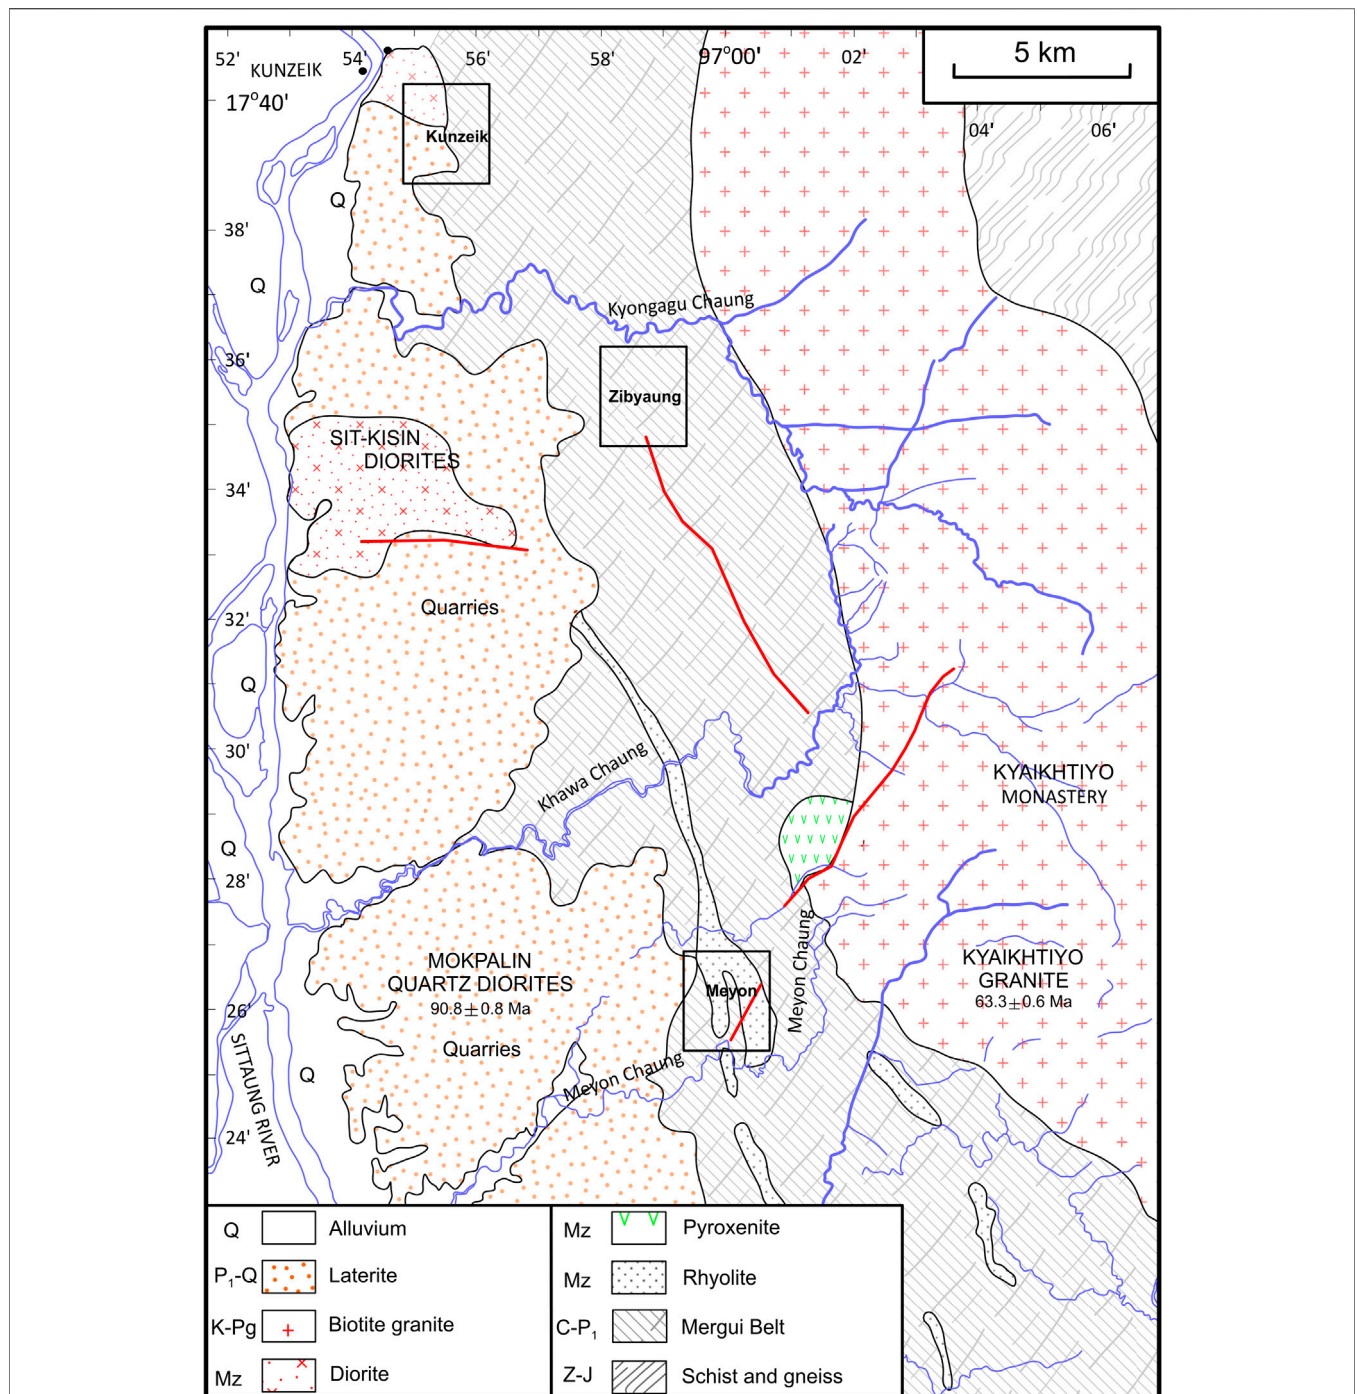 52'
54'
56'
58'
97°00'
02'
5 km
KUNZEIK
17°40'
04'
06'
Kunzeik
Q
38'
Q
Kyongagu Chaung
36'
Zibyaung
SIT-KISIN
DIORITES
34'
Quarries
32'
Q
30'
Khawa Chaung
KYAIKHTIYO
MONASTERY
Q
28'
MOKPALIN
QUARTZ DIORITES
90.8±0.8 Ma
Meyon Chaung
KYAIKHTIYO
GRANITE
63.3±0.6 Ma
Meyon
26'
Quarries
SITTAUNG RIVER
Q
Meyon Chaung
24'
Q Alluvium
P1-Q Laterite
K-Pg Biotite granite
Mz Diorite
Mz Pyroxenite
Mz Rhyolite
C-P1 Mergui Belt
Z-J Schist and gneiss